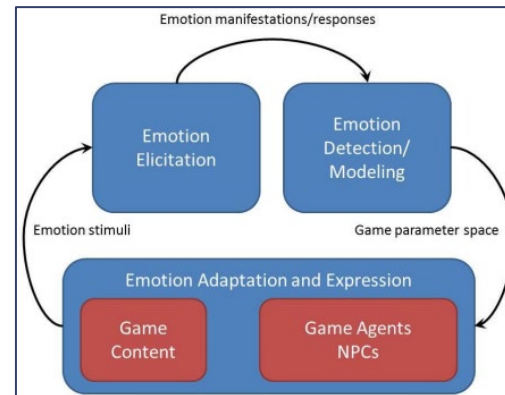 Emotion manifestations/responses
Emotion
Elicitation
Emotion
Detection/
Modeling
Emotion stimuli
Game parameter space
Emotion Adaptation and Expression
Game
Content
Game Agents
NPCs